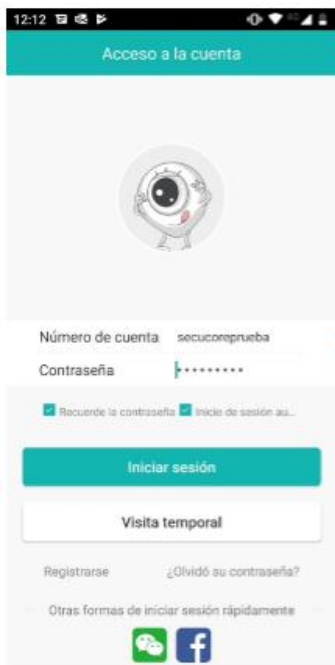 12:12
Acceso a la cuenta
Número de cuenta secucoreprueba
Contraseña •••••••••
Recuerde la contraseña Inicio de sesión au...
Iniciar sesión
Visita temporal
Registrarse ¿Olvidó su contraseña?
Otras formas de iniciar sesión rápidamente